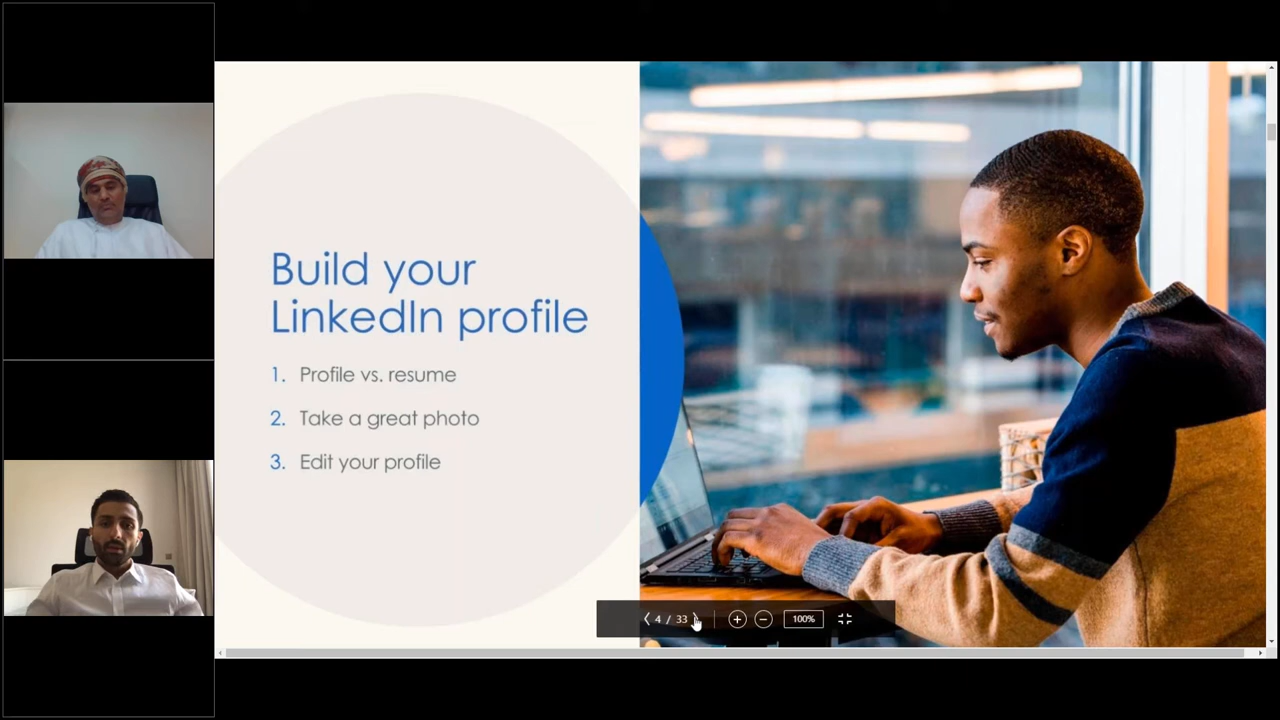 Build your
LinkedIn profile
1. Profile vs. resume
2. Take a great photo
3. Edit your profile
4 / 33
100%